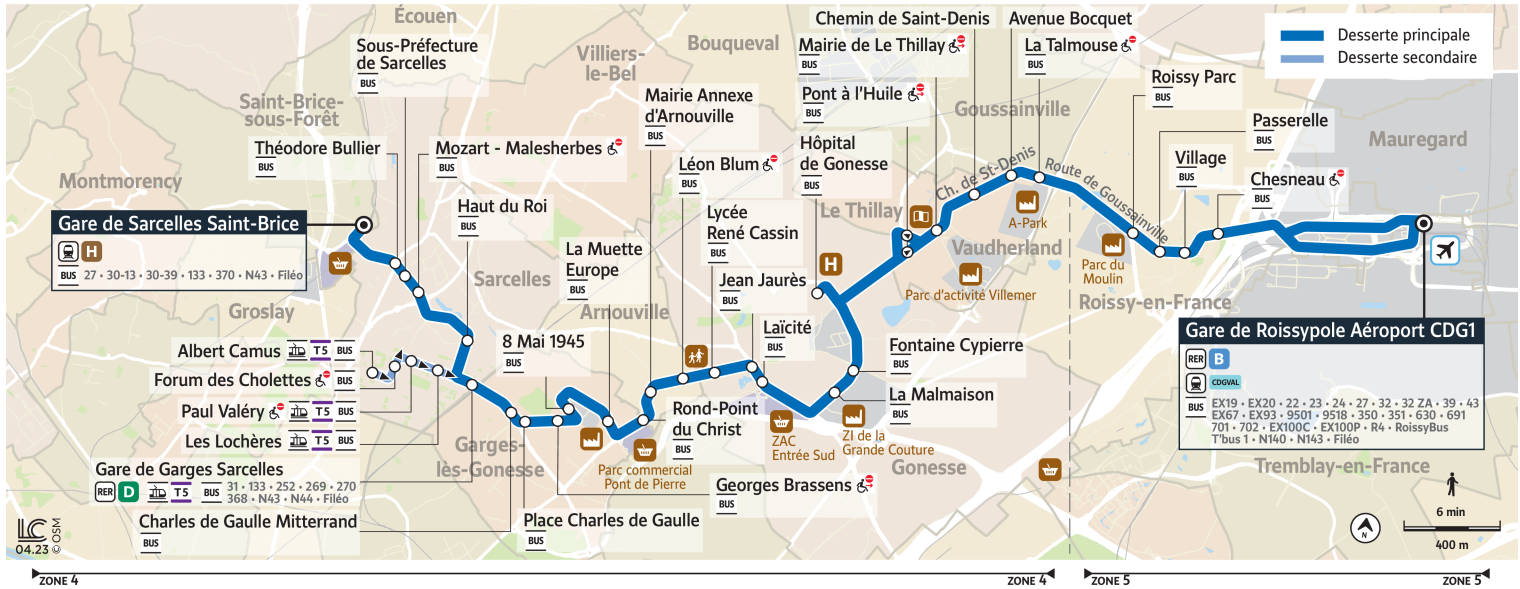 Écouen
Chemin de Saint-Denis
Avenue Bocquet
Desserte principale
Desserte secondaire
Sous-Préfecture
de Sarcelles
BUS
Villiers-
le-Bel
Bouqueval
Mairie de Le Thillay
BUS
La Talmouse
BUS
Roissy Parc
BUS
Saint-Brice-
sous-Forêt
Mairie Annexe
d'Arnouville
BUS
Pont à l'Huile
BUS
Goussainville
Passerelle
BUS
Mauregard
Théodore Bullier
BUS
Mozart - Malesherbes
BUS
Léon Blum
BUS
Hôpital
de Gonesse
BUS
Ch. de St-Denis
Route de Goussainville
Village
BUS
Chesneau
BUS
Montmorency
Haut du Roi
BUS
Lycée
René Cassin
BUS
Le Thillay
A-Park
Gare de Sarcelles Saint-Brice
H
BUS
27 • 30-13 • 30-39 • 133 • 370 • N43 • Filéo
La Muette
Europe
BUS
Vaudherland
H
Parc du
Moulin
Sarcelles
Jean Jaurès
BUS
Parc d'activité Villemer
Roissy-en-France
Groslay
Arnouville
Laïcité
BUS
Gare de Roissypole Aéroport CDG1
RER B
CDGVAL
BUS
EX19 • EX20 • 22 • 23 • 24 • 27 • 32 • 32 ZA • 39 • 43
EX67 • EX93 • 9501 • 9518 • 350 • 351 • 630 • 691
701 • 702 • EX100C • EX100P • R4 • RoissyBus
T'bus 1 • N140 • N143 • Filéo
Albert Camus T5 BUS
8 Mai 1945
BUS
Fontaine Cypierre
BUS
Forum des Cholettes BUS
La Malmaison
BUS
Paul Valéry T5 BUS
Rond-Point
du Christ
BUS
Les Lochères T5 BUS
Garges-
lès-Gonesse
ZAC
Entrée Sud
ZI de la
Grande Couture
Gonesse
Tremblay-en-France
Gare de Garges Sarcelles
RER D T5 BUS
31 • 133 • 252 • 269 • 270
368 • N43 • N44 • Filéo
Parc commercial
Pont de Pierre
Georges Brassens
BUS
Charles de Gaulle Mitterrand
BUS
Place Charles de Gaulle
BUS
LC
04.23 © OSM
N
6 min
400 m
ZONE 4
ZONE 4
ZONE 5
ZONE 5